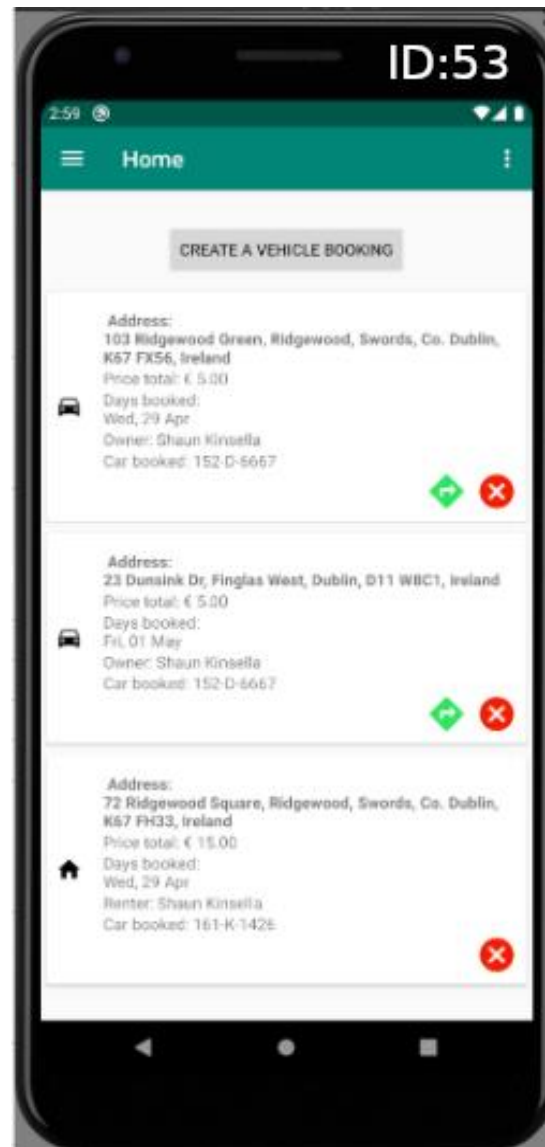 ID:53
2:59
Home
CREATE A VEHICLE BOOKING
Address:
103 Ridgewood Green, Ridgewood, Swords, Co. Dublin,
K67 FX56, Ireland
Price total: € 5.00
Days booked:
Wed, 29 Apr
Owner: Shaun Kinsella
Car booked: 152-D-6667
Address:
23 Dunsink Dr, Finglas West, Dublin, D11 W8C1, Ireland
Price total: € 5.00
Days booked:
Fri, 01 May
Owner: Shaun Kinsella
Car booked: 152-D-6667
Address:
72 Ridgewood Square, Ridgewood, Swords, Co. Dublin,
K67 FH33, Ireland
Price total: € 15.00
Days booked:
Wed, 29 Apr
Renter: Shaun Kinsella
Car booked: 161-K-1426